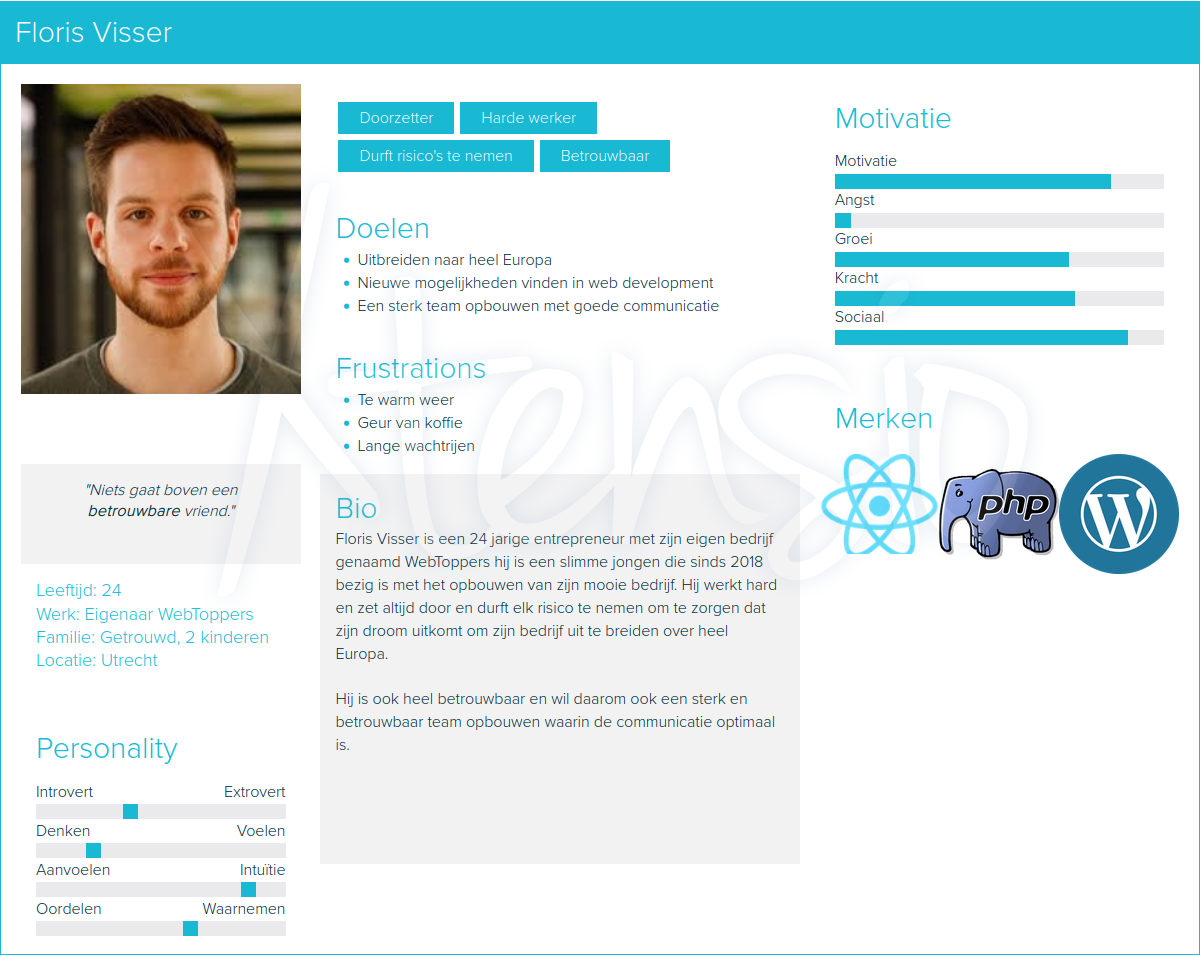 Floris Visser
Doorzetter
Harde werker
Durft risico's te nemen
Betrouwbaar
Doelen
Uitbreiden naar heel Europa
Nieuwe mogelijkheden vinden in web development
Een sterk team opbouwen met goede communicatie
Frustrations
Te warm weer
Geur van koffie
Lange wachtrijen
"Niets gaat boven een
betrouwbare vriend."
Leeftijd: 24
Werk: Eigenaar WebToppers
Familie: Getrouwd, 2 kinderen
Locatie: Utrecht
Personality
Introvert Extrovert
Denken Voelen
Aanvoelen Intuïtie
Oordelen Waarnemen
Bio
Floris Visser is een 24 jarige entrepreneur met zijn eigen bedrijf
genaamd WebToppers hij is een slimme jongen die sinds 2018
bezig is met het opbouwen van zijn mooie bedrijf. Hij werkt hard
en zet altijd door en durft elk risico te nemen om te zorgen dat
zijn droom uitkomt om zijn bedrijf uit te breiden over heel
Europa.
Hij is ook heel betrouwbaar en wil daarom ook een sterk en
betrouwbaar team opbouwen waarin de communicatie optimaal
is.
Motivatie
Motivatie
Angst
Groei
Kracht
Sociaal
Merken
php
W
Xtensio